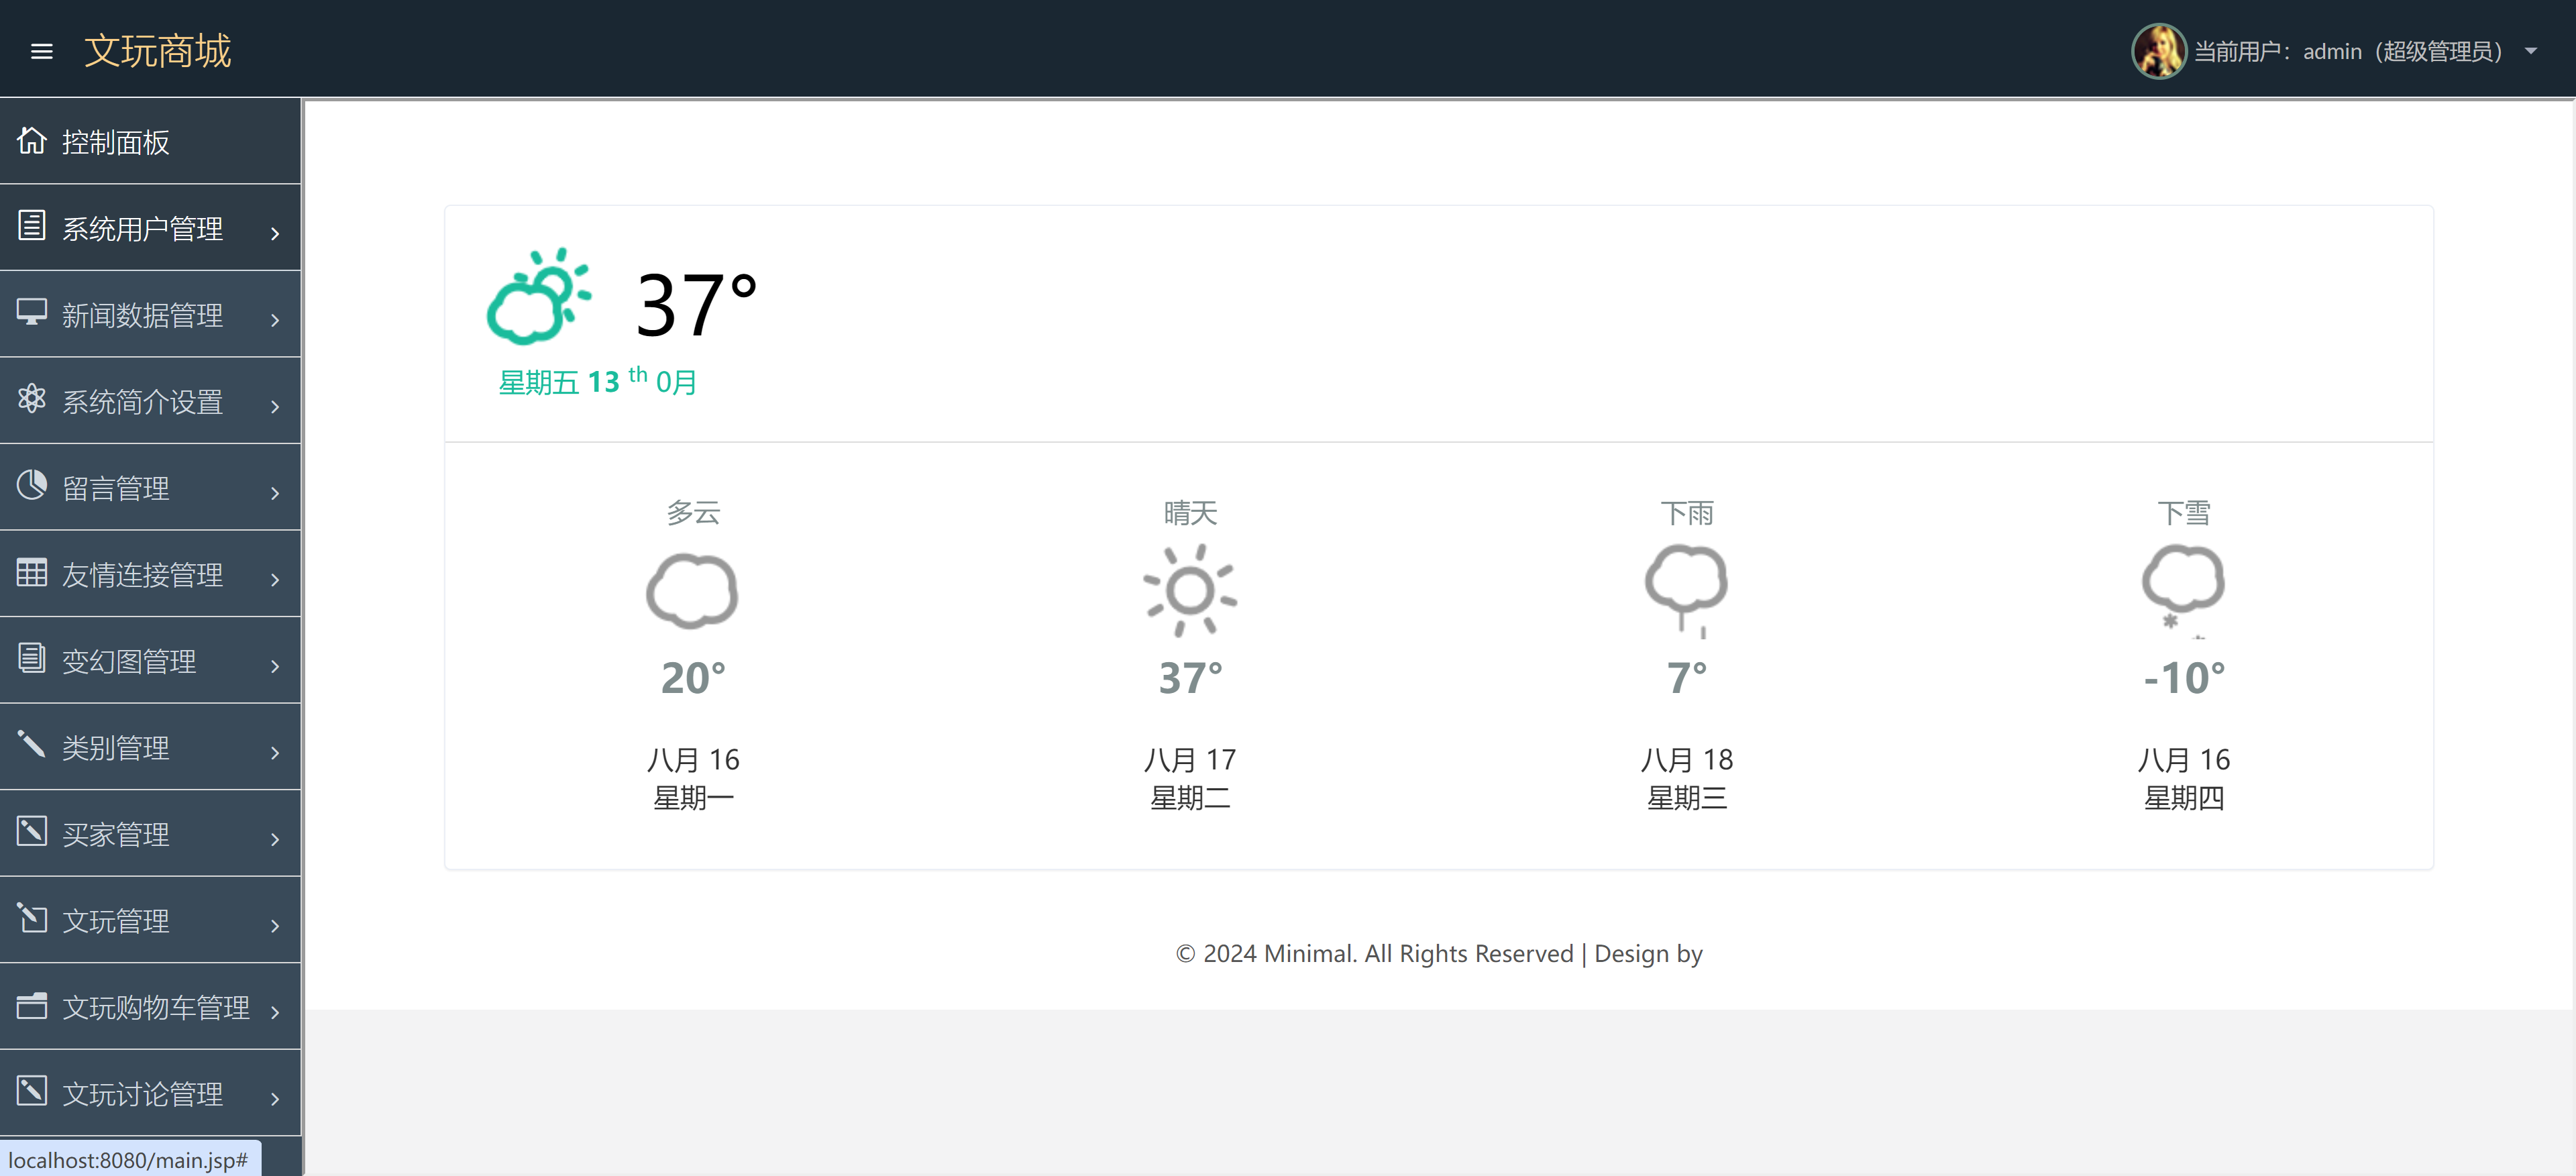 文玩商城
当前用户：admin（超级管理员）
控制面板
系统用户管理
新闻数据管理
系统简介设置
留言管理
友情连接管理
变幻图管理
类别管理
买家管理
文玩管理
文玩购物车管理
文玩讨论管理
37°
星期五 13 th 0月
多云
20°
八月 16
星期一
晴天
37°
八月 17
星期二
下雨
7°
八月 18
星期三
下雪
-10°
八月 16
星期四
© 2024 Minimal. All Rights Reserved | Design by
localhost:8080/main.jsp#